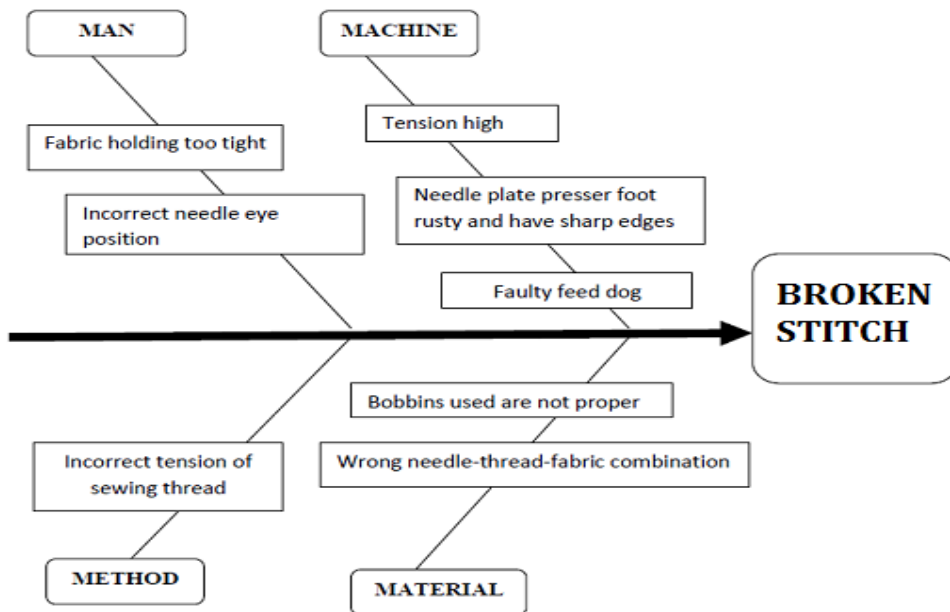 MAN
MACHINE
Tension high
Fabric holding too tight
Needle plate presser foot
rusty and have sharp edges
Incorrect needle eye
position
Faulty feed dog
BROKEN
STITCH
Bobbins used are not proper
Incorrect tension of
sewing thread
Wrong needle-thread-fabric combination
METHOD
MATERIAL